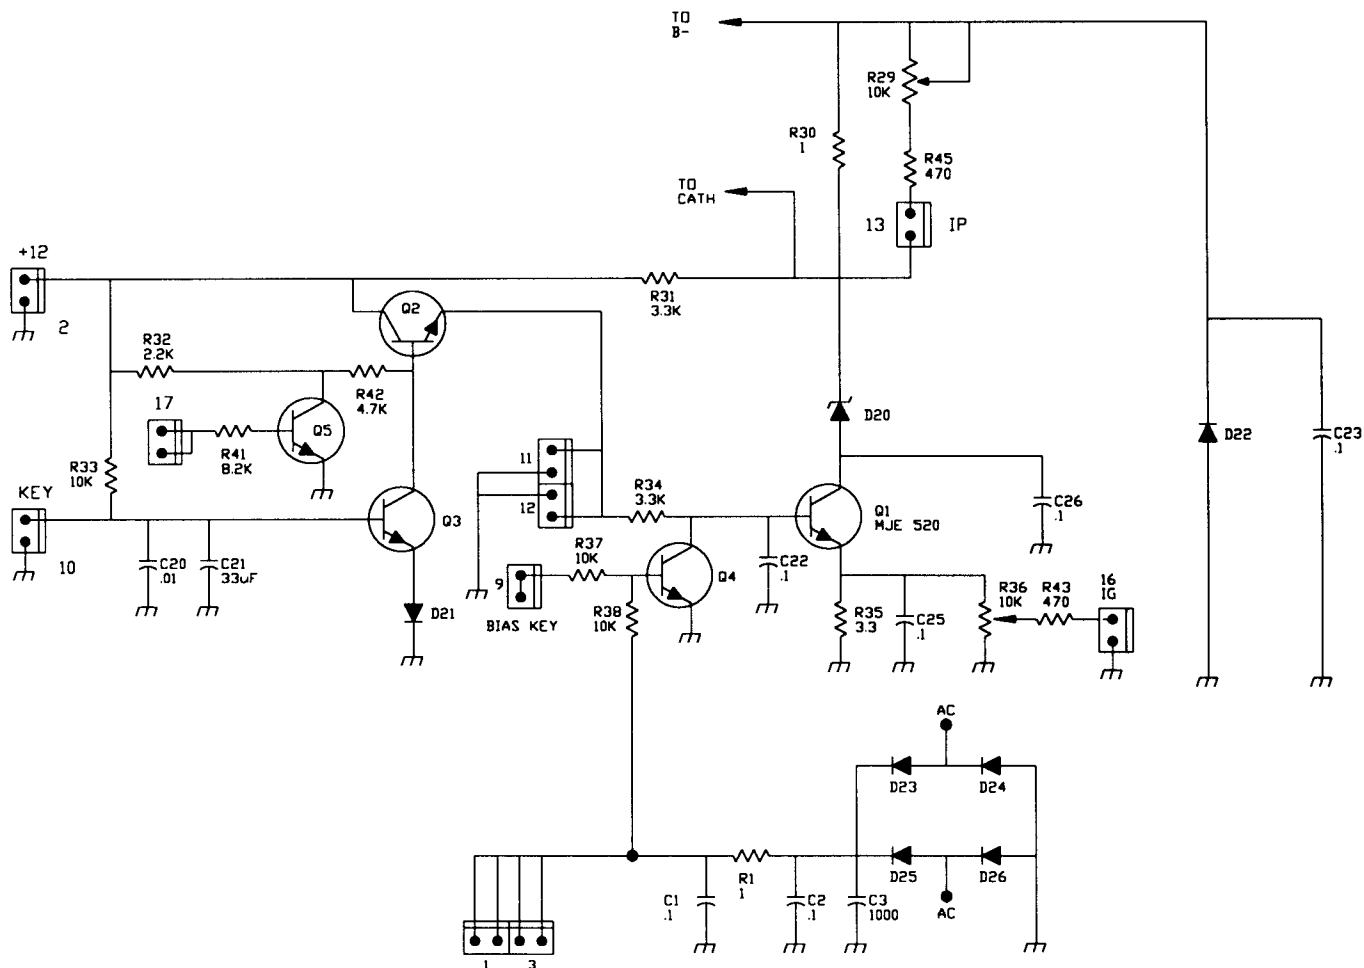 TO
B-
R29
10K
R30
1
R45
470
TO
CATH
13
IP
+12
2
Q2
R31
3.3K
R32
2.2K
R42
4.7K
17
Q5
R41
8.2K
D20
D22
C23
.1
R33
10K
11
R34
3.3K
KEY
Q3
12
Q1
MJE 520
C26
.1
10
C20
.01
C21
33uF
R37
10K
C22
.1
9
Q4
R36
10K
R43
470
16
IG
D21
BIAS KEY
R38
10K
R35
3.3
C25
.1
AC
D23
D24
R1
1
D25
D26
C1
.1
C2
.1
C3
1000
AC
1
3